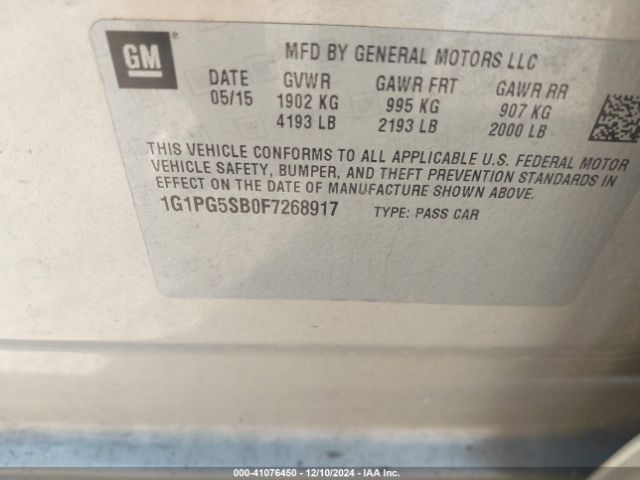 GM
MFD BY GENERAL MOTORS LLC
DATE GVWR GAWR FRT GAWR RR
05/15 1902 KG 995 KG 907 KG
4193 LB 2193 LB 2000 LB
THIS VEHICLE CONFORMS TO ALL APPLICABLE U.S. FEDERAL MOTOR
VEHICLE SAFETY, BUMPER, AND THEFT PREVENTION STANDARDS IN
EFFECT ON THE DATE OF MANUFACTURE SHOWN ABOVE.
1G1PG5SB0F7268917 TYPE: PASS CAR
000-41076450 - 12/10/2024 - IAA Inc.